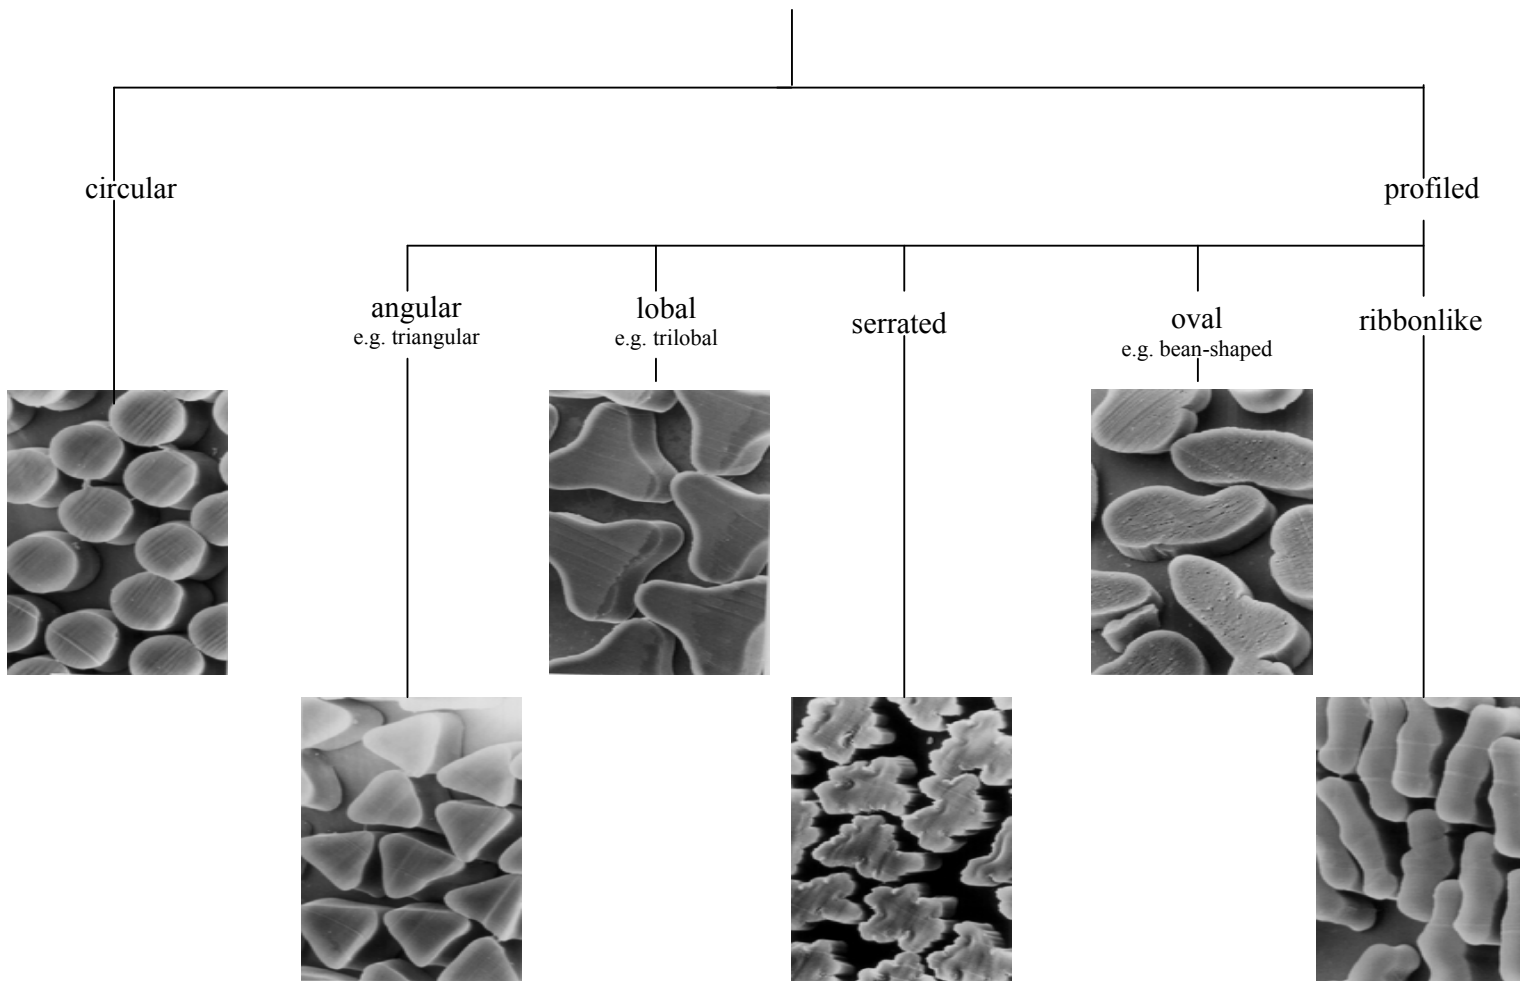 circular
profiled
angular
e.g. triangular
lobal
e.g. trilobal
serrated
oval
e.g. bean-shaped
ribbonlike